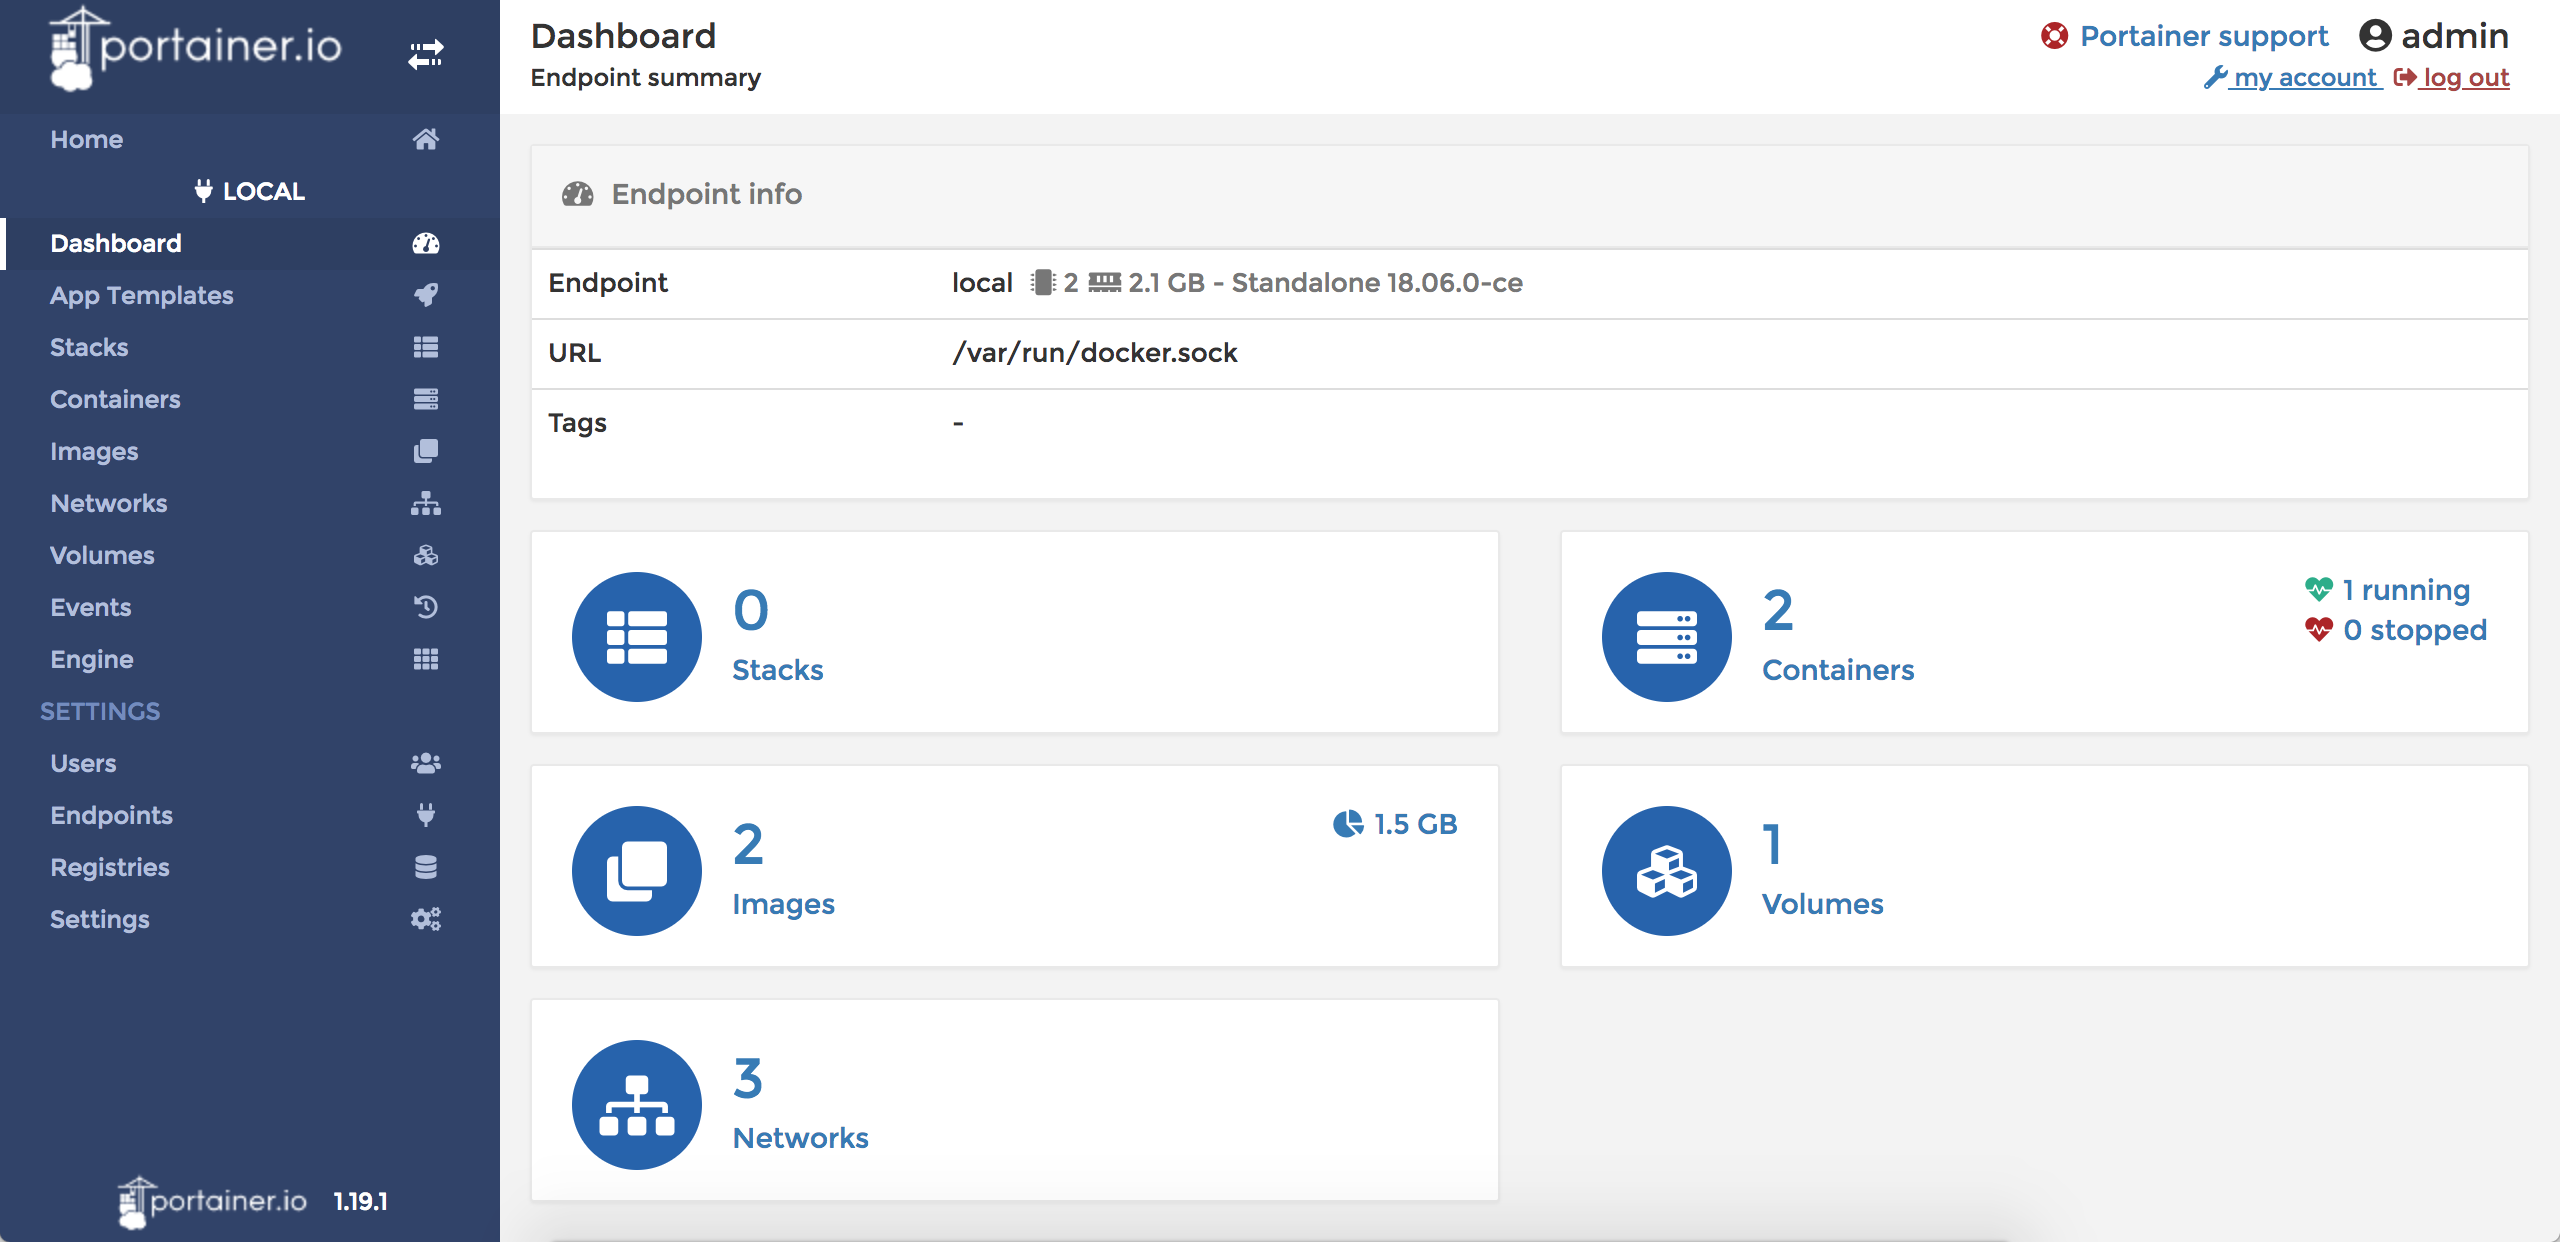 portainer.io
Home
LOCAL
Dashboard
App Templates
Stacks
Containers
Images
Networks
Volumes
Events
Engine
SETTINGS
Users
Endpoints
Registries
Settings
portainer.io 1.19.1
Dashboard
Endpoint summary
Portainer support admin
my account log out
Endpoint info
Endpoint local 2 2.1 GB - Standalone 18.06.0-ce
URL /var/run/docker.sock
Tags -
0
Stacks
2
Containers
1 running
0 stopped
2
Images
1.5 GB
1
Volumes
3
Networks